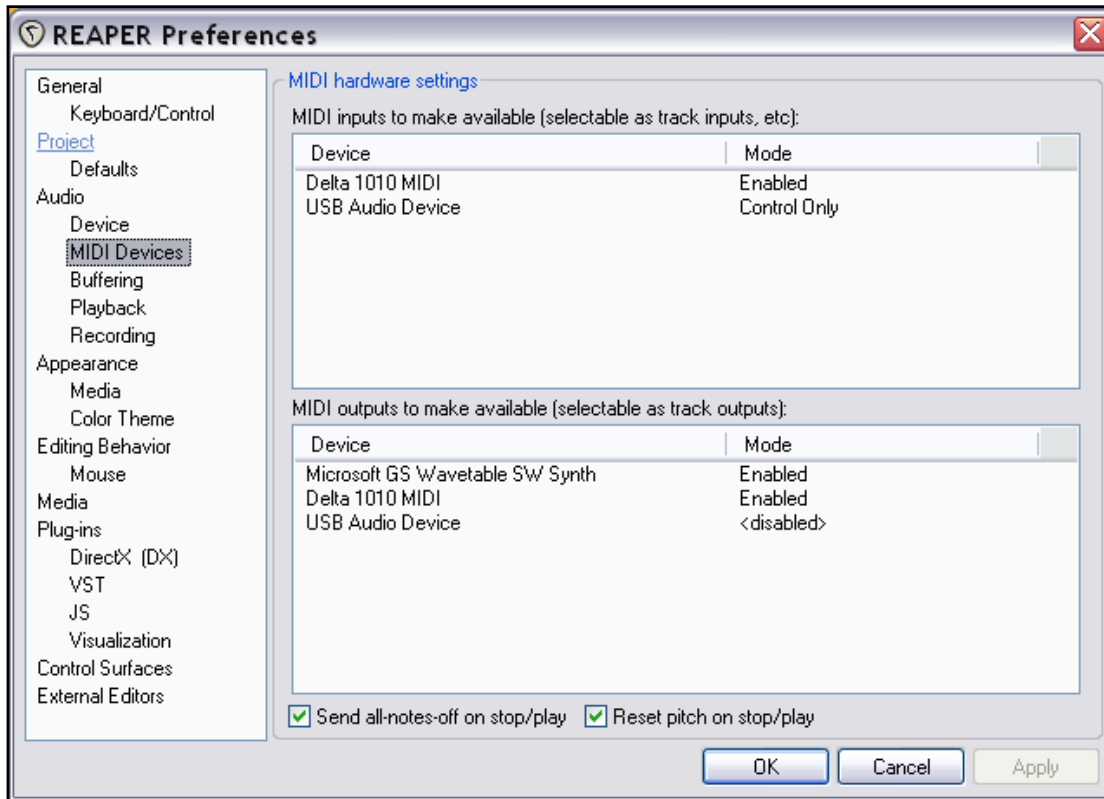 REAPER Preferences
General
Keyboard/Control
Project
Defaults
Audio
Device
MIDI Devices
Buffering
Playback
Recording
Appearance
Media
Color Theme
Editing Behavior
Mouse
Media
Plug-ins
DirectX (DX)
VST
JS
Visualization
Control Surfaces
External Editors
MIDI hardware settings
MIDI inputs to make available (selectable as track inputs, etc):
Device Mode
Delta 1010 MIDI Enabled
USB Audio Device Control Only
MIDI outputs to make available (selectable as track outputs):
Device Mode
Microsoft GS Wavetable SW Synth Enabled
Delta 1010 MIDI Enabled
USB Audio Device <disabled>
Send all-notes-off on stop/play Reset pitch on stop/play
OK Cancel Apply